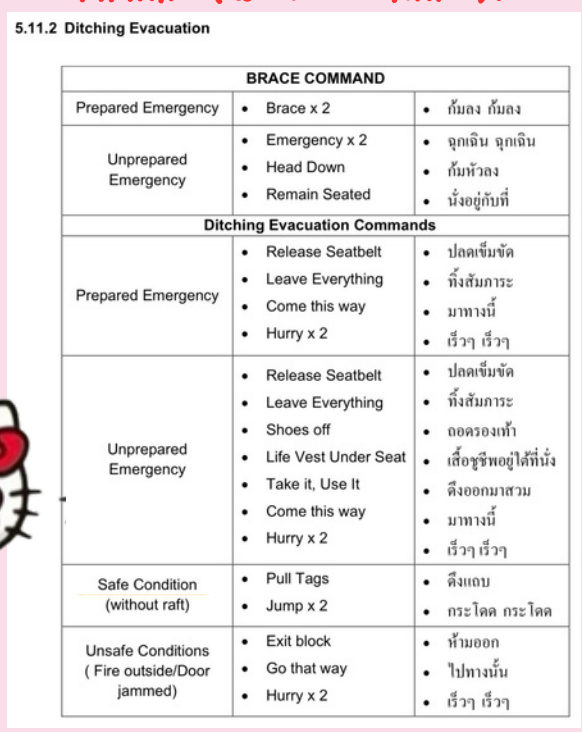 5.11.2 Ditching Evacuation
BRACE COMMAND
Prepared Emergency
• Brace x 2
• ก้มลง ก้มลง
Unprepared
Emergency
• Emergency x 2
• Head Down
• Remain Seated
• ฉุกเฉิน ฉุกเฉิน
• ก้มหัวลง
• นั่งอยู่กับที่
Ditching Evacuation Commands
Prepared Emergency
• Release Seatbelt
• Leave Everything
• Come this way
• Hurry x 2
• ปลดเข็มขัด
• ทิ้งสัมภาระ
• มาทางนี้
• เร็วๆ เร็วๆ
Unprepared
Emergency
• Release Seatbelt
• Leave Everything
• Shoes off
• Life Vest Under Seat
• Take it, Use It
• Come this way
• Hurry x 2
• ปลดเข็มขัด
• ทิ้งสัมภาระ
• ถอดรองเท้า
• เสื้อชูชีพอยู่ใต้ที่นั่ง
• ดึงออกมาสวม
• มาทางนี้
• เร็วๆ เร็วๆ
Safe Condition
(without raft)
• Pull Tags
• Jump x 2
• ดึงแถบ
• กระโดด กระโดด
Unsafe Conditions
( Fire outside/Door
jammed)
• Exit block
• Go that way
• Hurry x 2
• ห้ามออก
• ไปทางนั้น
• เร็วๆ เร็วๆ